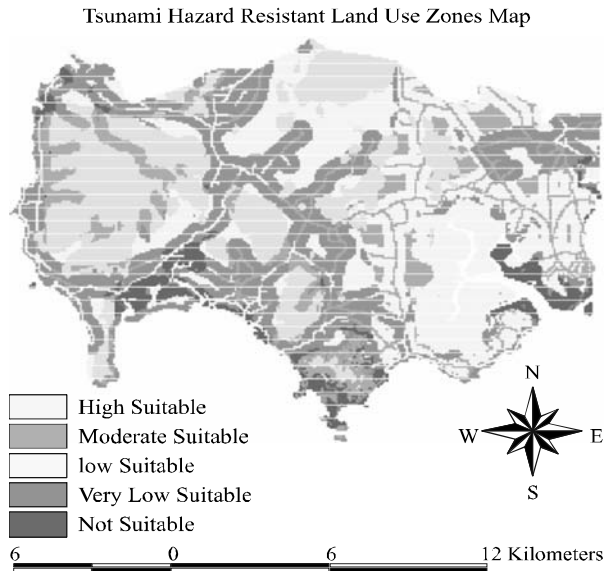 Tsunami Hazard Resistant Land Use Zones Map
High Suitable
Moderate Suitable
low Suitable
Very Low Suitable
Not Suitable
N
W E
S
6 0 6 12 Kilometers